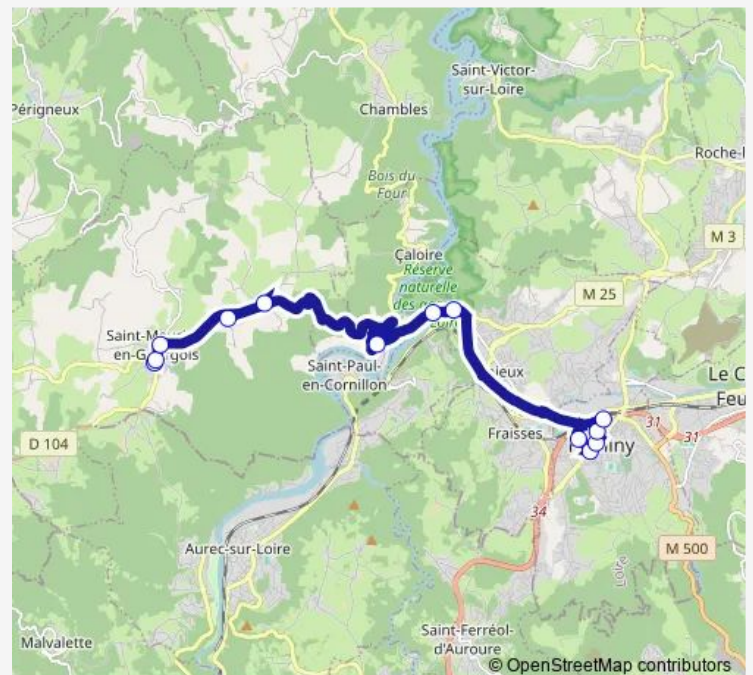 Saint-Victor-
sur-Loire
Périgneux
Chambles
Roche-
Bois du
Four
M 3
Çaloire
Réserve
naturelle
des
M 25
Saint-
en-
Saint-Paul-
en-Cornillon
Le C
Feu
D 104
Fraisses
31
31
34
Aurec-sur-Loire
M 500
Loire
Saint-Ferréol-
d'Auroure
Malvalette
© OpenStreetMap contributors